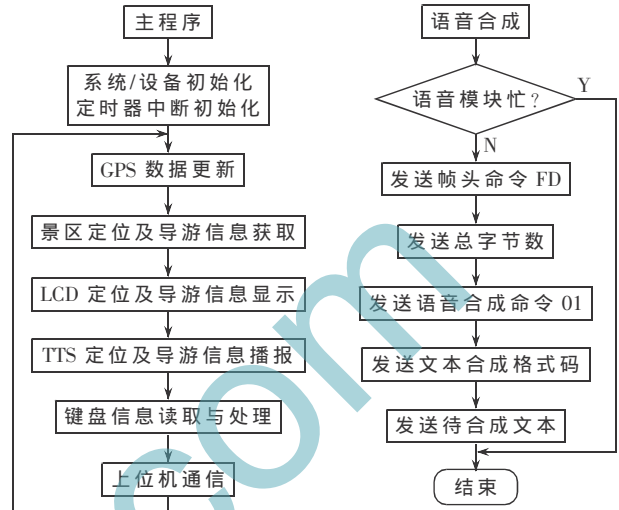 主程序
系统/设备初始化
定时器中断初始化
GPS 数据更新
景区定位及导游信息获取
LCD 定位及导游信息显示
TTS 定位及导游信息播报
键盘信息读取与处理
上位机通信
语音合成
语音模块忙?
Y
N
发送帧头命令 FD
发送总字节数
发送语音合成命令 01
发送文本合成格式码
发送待合成文本
结束
com